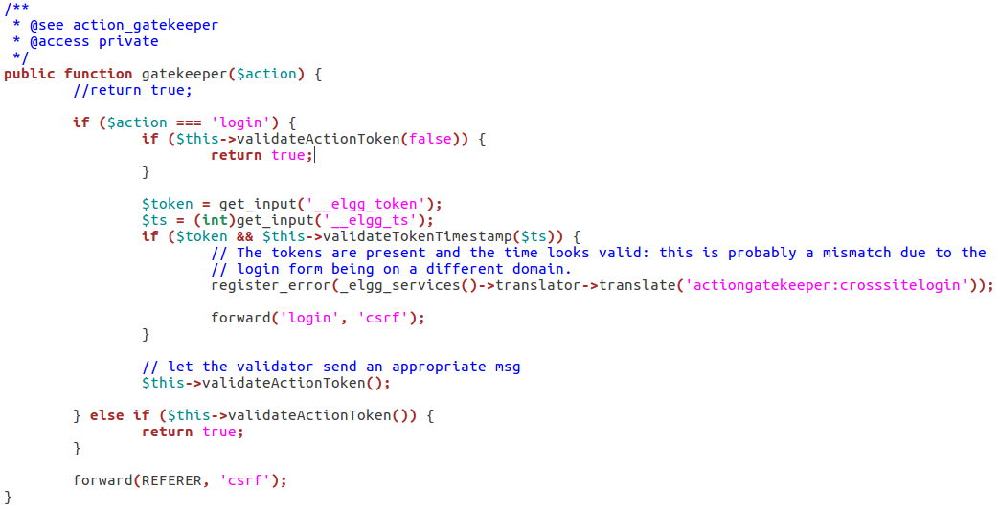 /**
 * @see action_gatekeeper
 * @access private
 */
public function gatekeeper($action) {
        //return true;

        if ($action === 'login') {
                if ($this->validateActionToken(false)) {
                        return true;
                }

                $token = get_input('__elgg_token');
                $ts = (int)get_input('__elgg_ts');
                if ($token && $this->validateTokenTimestamp($ts)) {
                        // The tokens are present and the time looks valid: this is probably a mismatch due to the
                        // login form being on a different domain.
                        register_error(_elgg_services()->translator->translate('actiongatekeeper:crosssitelogin'));

                        forward('login', 'csrf');
                }

                // let the validator send an appropriate msg
                $this->validateActionToken();

        } else if ($this->validateActionToken()) {
                return true;
        }

        forward(REFERER, 'csrf');
}